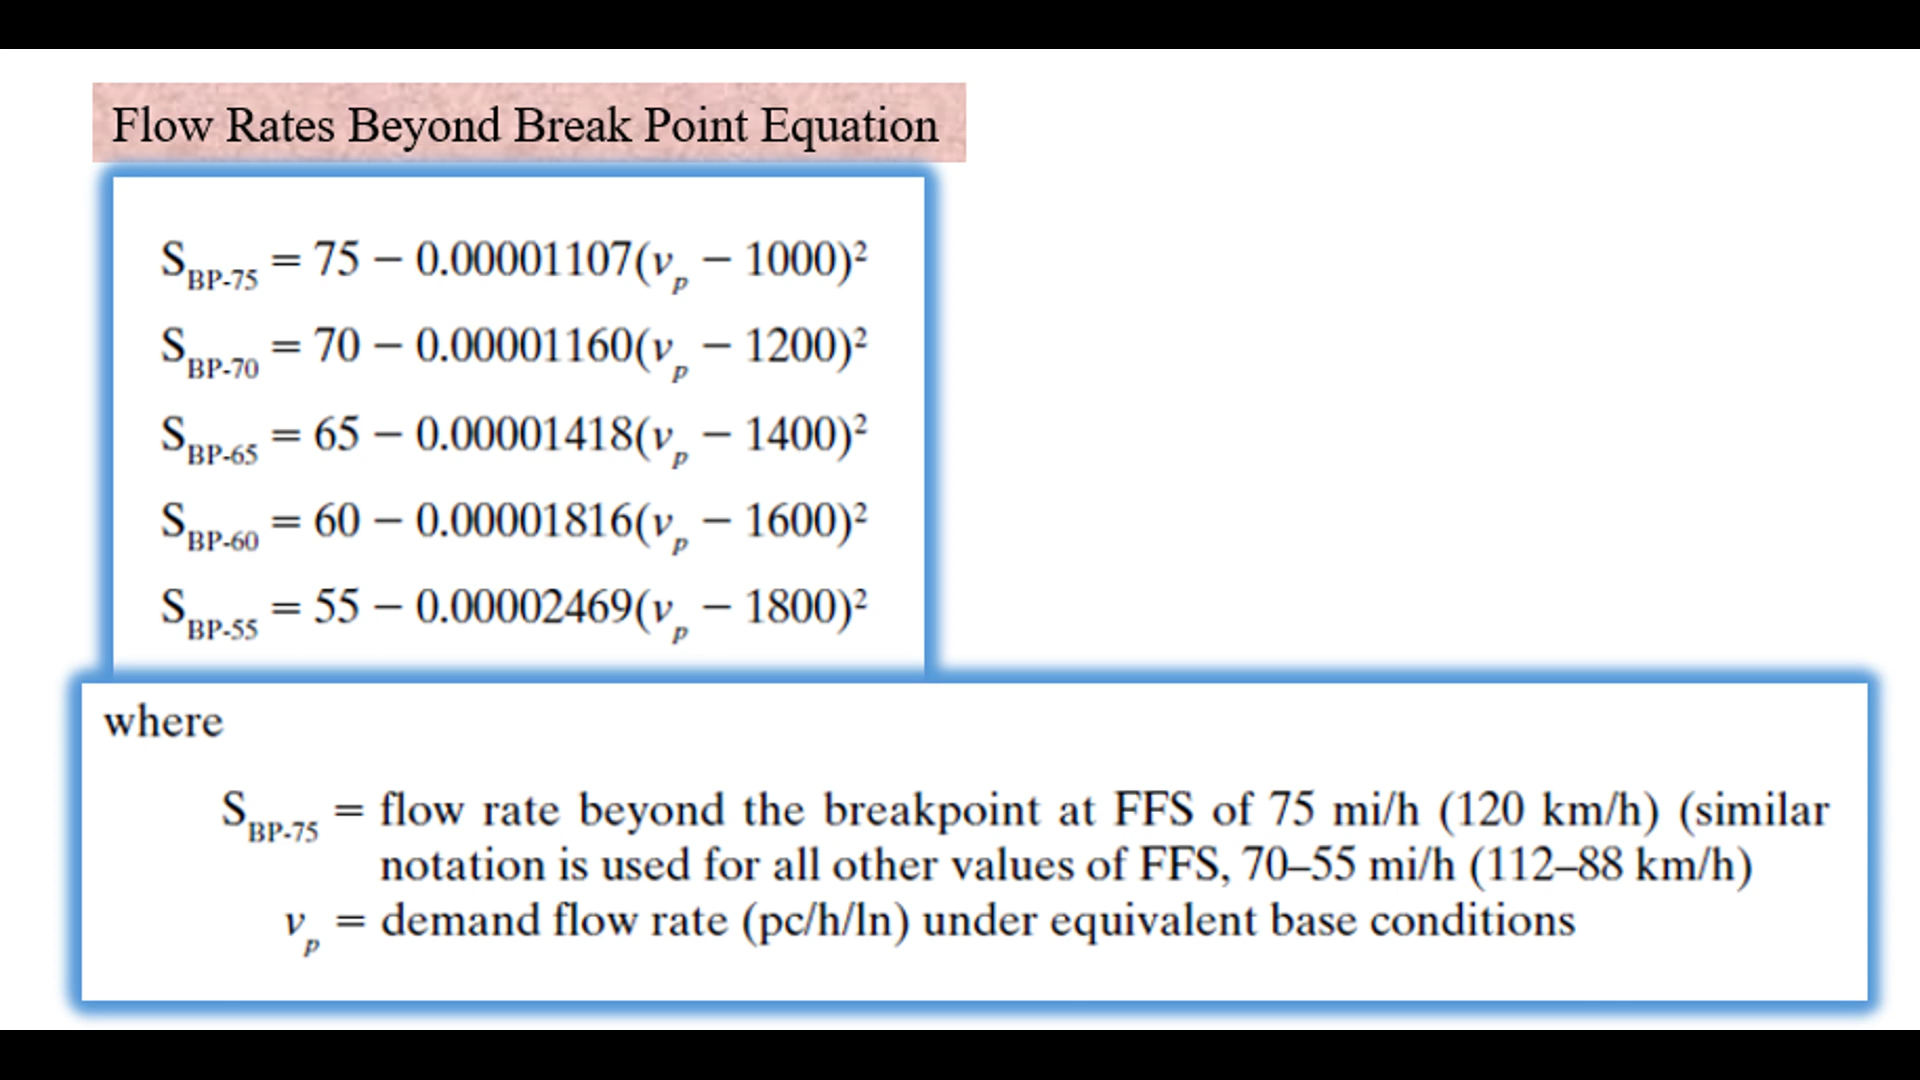 Flow Rates Beyond Break Point Equation
S_BP-75 = 75 − 0.00001107(v_p − 1000)²
S_BP-70 = 70 − 0.00001160(v_p − 1200)²
S_BP-65 = 65 − 0.00001418(v_p − 1400)²
S_BP-60 = 60 − 0.00001816(v_p − 1600)²
S_BP-55 = 55 − 0.00002469(v_p − 1800)²
where
S_BP-75 = flow rate beyond the breakpoint at FFS of 75 mi/h (120 km/h) (similar
notation is used for all other values of FFS, 70–55 mi/h (112–88 km/h)
v_p = demand flow rate (pc/h/ln) under equivalent base conditions